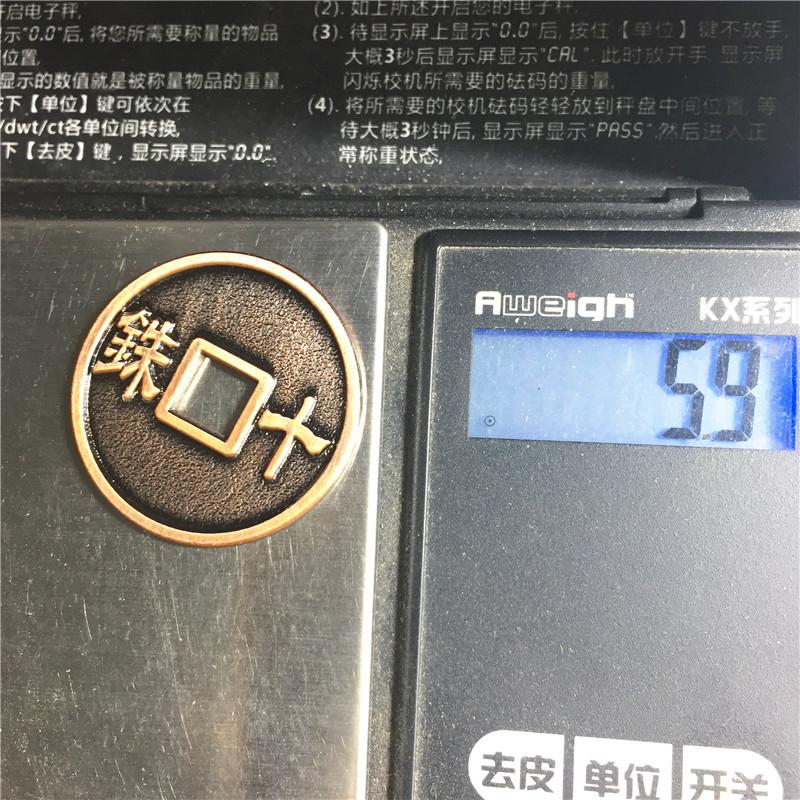 开启电子秤,
示"0.0"后, 将您所需要称量的物品
位置,
显示的数值就是被称量物品的重量,
按下【单位】键可依次在
/dwt/ct各单位间转换,
下【去皮】键，显示屏显示"0.0"
(2). 如上所述开启您的电子秤,
(3). 待显示屏上显示"0.0"后, 按住【单位】键不放手,
大概3秒后显示屏显示"CAL". 此时放开手, 显示屏
闪烁校机所需要的砝码的重量,
(4). 将所需要的校机砝码轻轻放到秤盘中间位置, 等
待大概3秒钟后, 显示屏显示"PASS",然后进入正
常称重状态,
銖 十
Aweigh KX系列
5.9
去皮 单位 开关